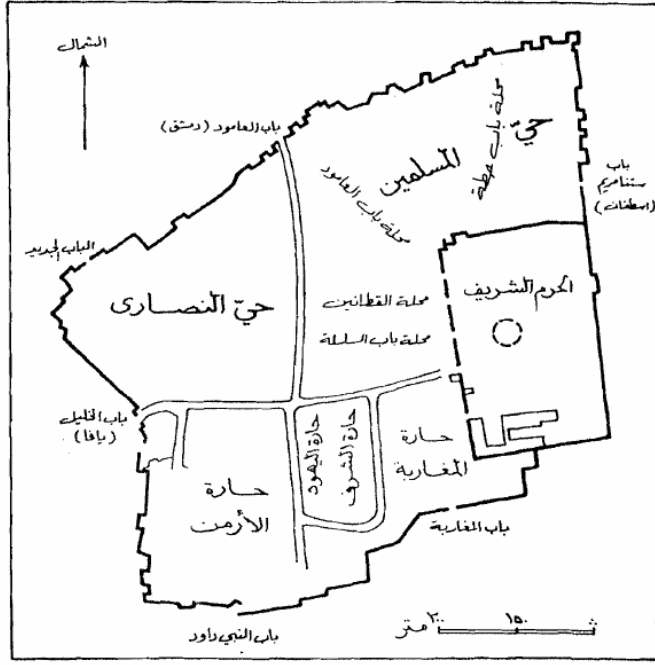 الشمال
باب العامود (دمشق)
حيّ
المسلمين
محلة باب حطة
محلة باب العامود
باب
ستنا مريم
(اسطفان)
الباب الجديد
حيّ النصارى
محلة القطانين
محلة باب السلسلة
الحرم الشريف
باب الخليل
(يافا)
حارة
الأرمن
حارة اليهود
حارة الشرف
حارة
المغاربة
باب المغاربة
باب النبي داود
٣٠٠ متر
١٥٠